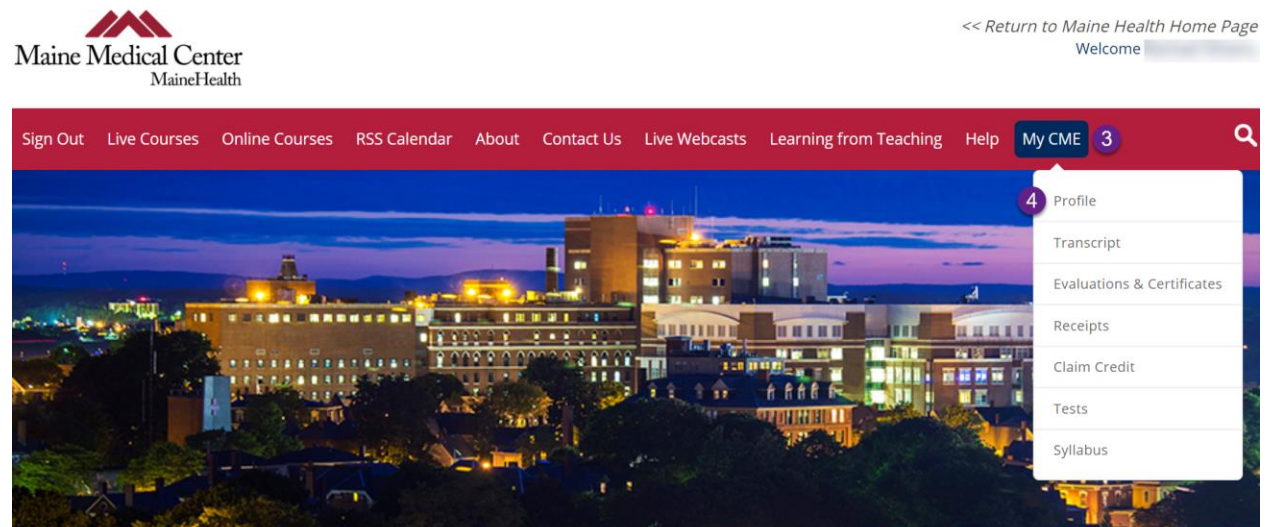 Maine Medical Center
MaineHealth
<< Return to Maine Health Home Page
Welcome
Sign Out Live Courses Online Courses RSS Calendar About Contact Us Live Webcasts Learning from Teaching Help My CME 3
4 Profile
Transcript
Evaluations & Certificates
Receipts
Claim Credit
Tests
Syllabus